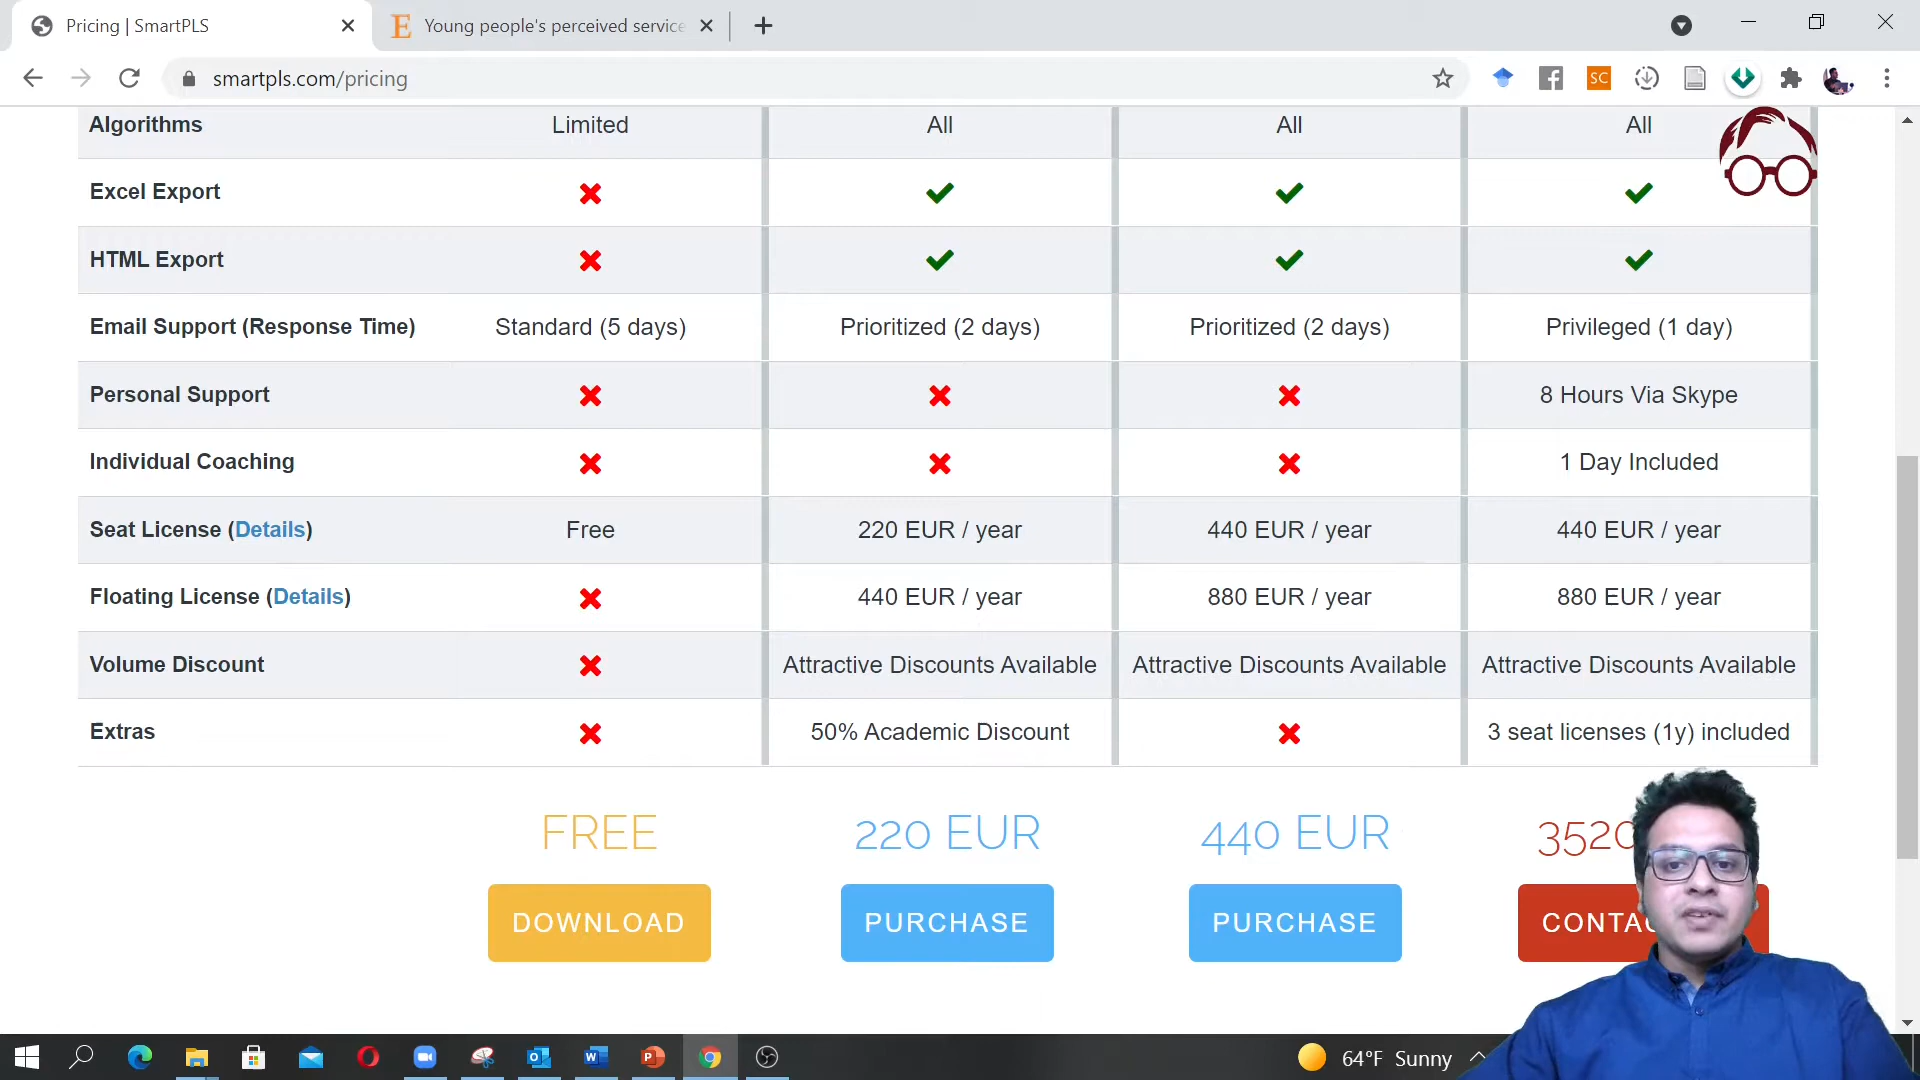 Pricing | SmartPLS
E Young people's perceived service
smartpls.com/pricing
SC
Algorithms Limited All All All
Excel Export
HTML Export
Email Support (Response Time) Standard (5 days) Prioritized (2 days) Prioritized (2 days) Privileged (1 day)
Personal Support 8 Hours Via Skype
Individual Coaching 1 Day Included
Seat License (Details) Free 220 EUR / year 440 EUR / year 440 EUR / year
Floating License (Details) 440 EUR / year 880 EUR / year 880 EUR / year
Volume Discount Attractive Discounts Available Attractive Discounts Available Attractive Discounts Available
Extras 50% Academic Discount 3 seat licenses (1y) included
FREE 220 EUR 440 EUR 3520
DOWNLOAD PURCHASE PURCHASE
64°F Sunny